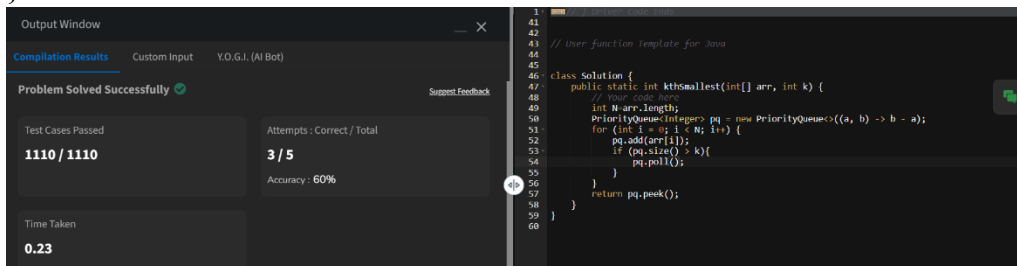 Output Window
Compilation Results Custom Input Y.O.G.I. (AI Bot)
Problem Solved Successfully
Suggest Feedback
Test Cases Passed
1110 / 1110
Attempts : Correct / Total
3 / 5
Accuracy : 60%
Time Taken
0.23
1 // } Driver Code Ends
41
42
43 // User function Template for Java
44
45
46 class Solution {
47 public static int kthSmallest(int[] arr, int k) {
48 // Your code here
49 int N=arr.length;
50 PriorityQueue<Integer> pq = new PriorityQueue<>((a, b) -> b - a);
51 for (int i = 0; i < N; i++) {
52 pq.add(arr[i]);
53 if (pq.size() > k){
54 pq.poll();
55 }
56 }
57 return pq.peek();
58 }
59 }
60